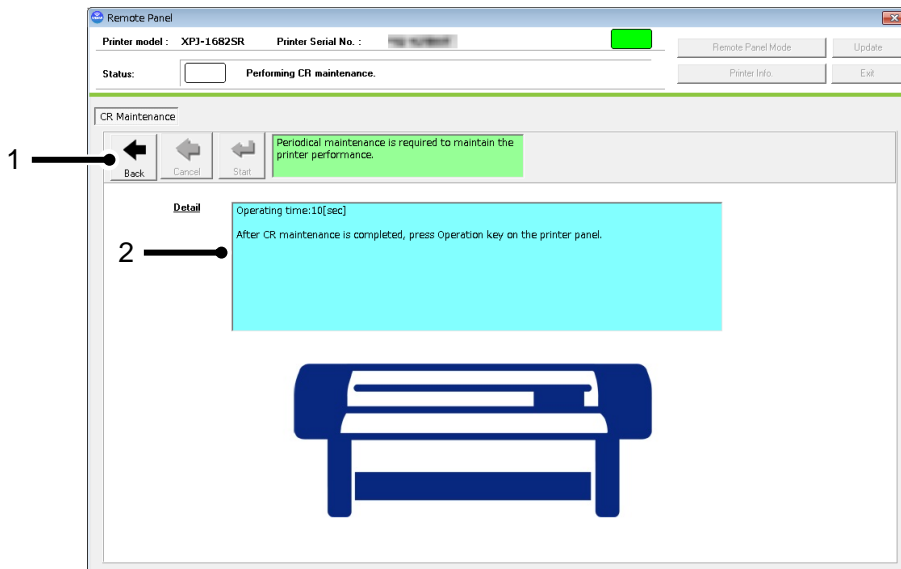 Remote Panel
Printer model : XPJ-1682SR Printer Serial No. :
Remote Panel Mode Update
Status: Performing CR maintenance.
Printer Info. Exit
CR Maintenance
1
Back Cancel Start
Periodical maintenance is required to maintain the
printer performance.
Detail
Operating time:10[sec]
2
After CR maintenance is completed, press Operation key on the printer panel.